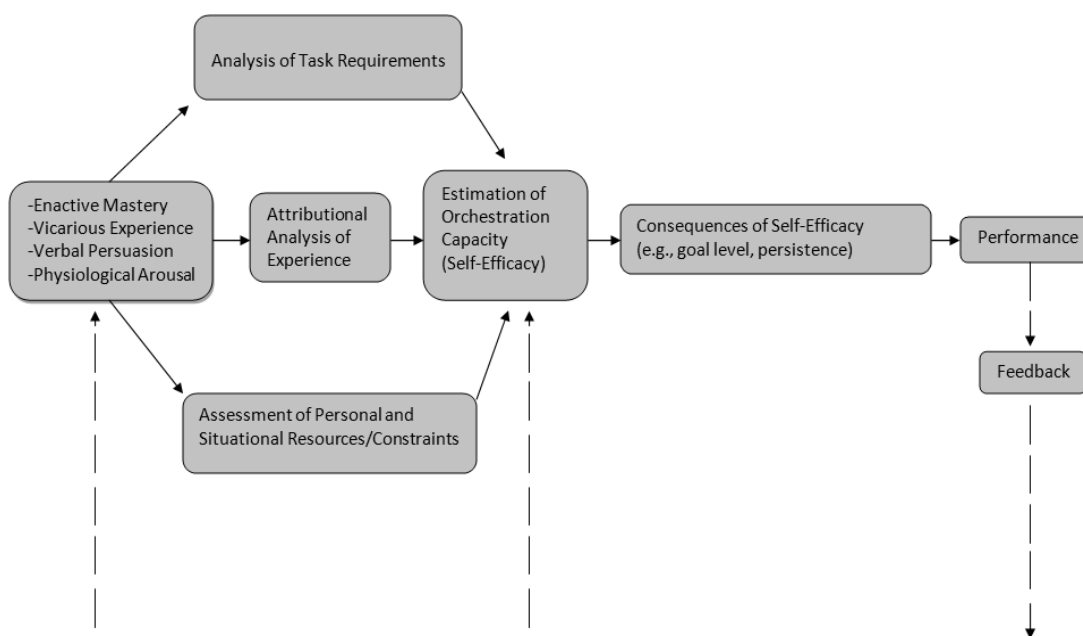 Analysis of Task Requirements
-Enactive Mastery
-Vicarious Experience
-Verbal Persuasion
-Physiological Arousal
Attributional
Analysis of
Experience
Estimation of
Orchestration
Capacity
(Self-Efficacy)
Consequences of Self-Efficacy
(e.g., goal level, persistence)
Performance
Feedback
Assessment of Personal and
Situational Resources/Constraints